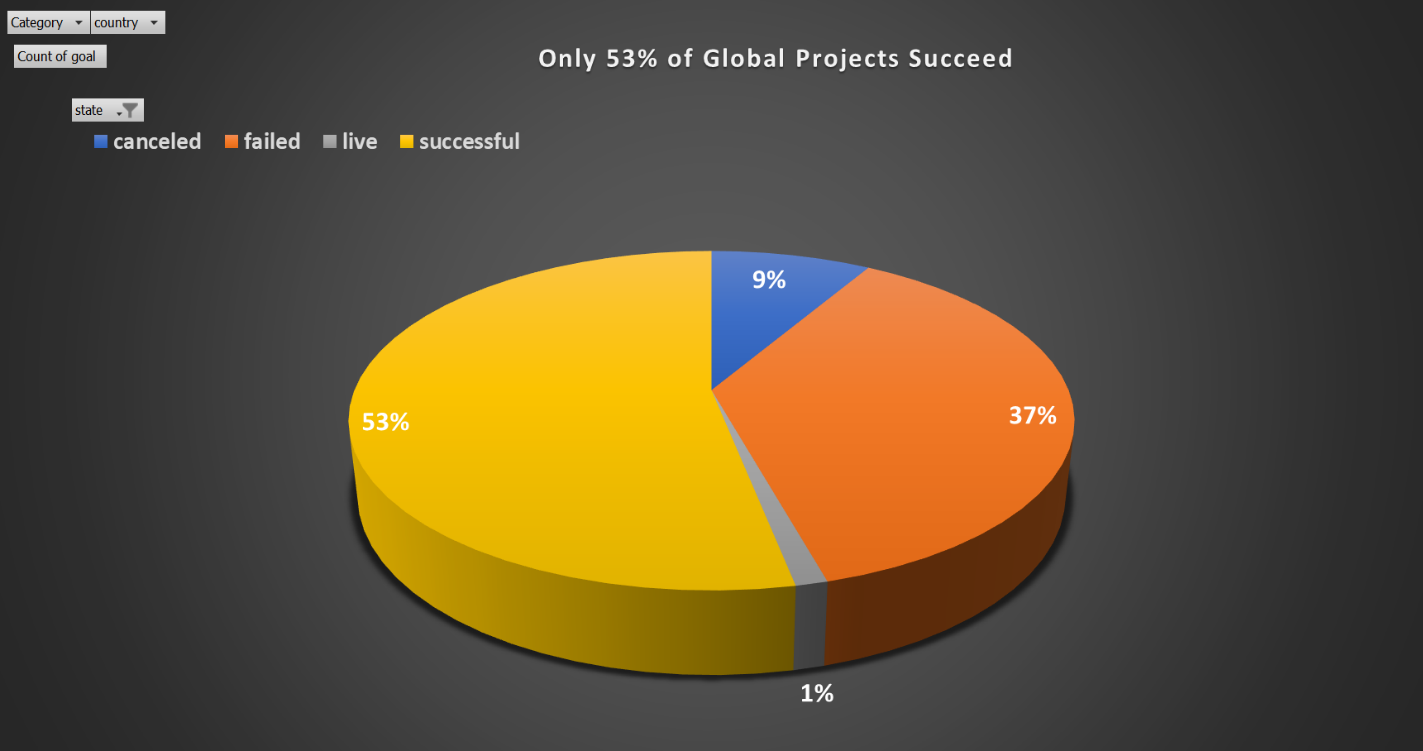 Category country
Count of goal
Only 53% of Global Projects Succeed
state
canceled failed live successful
9%
37%
53%
1%